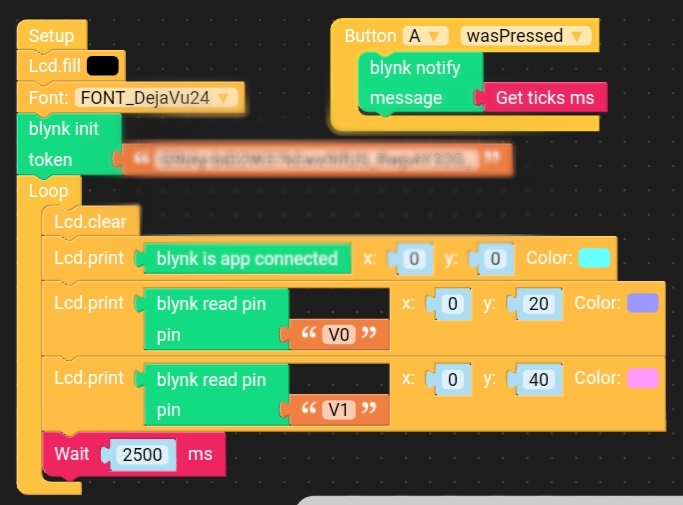 Setup
Lcd.fill
Font: FONT_DejaVu24
blynk init
token “ ”
Loop
Lcd.clear
Lcd.print blynk is app connected x: 0 y: 0 Color:
Lcd.print blynk read pin x: 0 y: 20 Color:
pin “ V0 ”
Lcd.print blynk read pin x: 0 y: 40 Color:
pin “ V1 ”
Wait 2500 ms
Button A wasPressed
blynk notify
message Get ticks ms